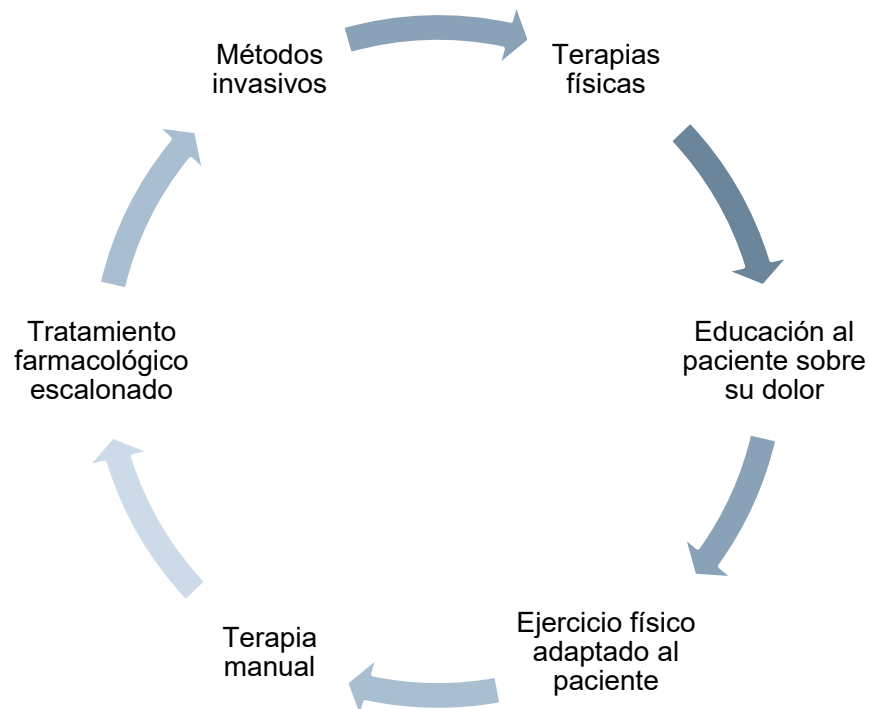 Métodos
invasivos
Terapias
físicas
Educación al
paciente sobre
su dolor
Ejercicio físico
adaptado al
paciente
Terapia
manual
Tratamiento
farmacológico
escalonado